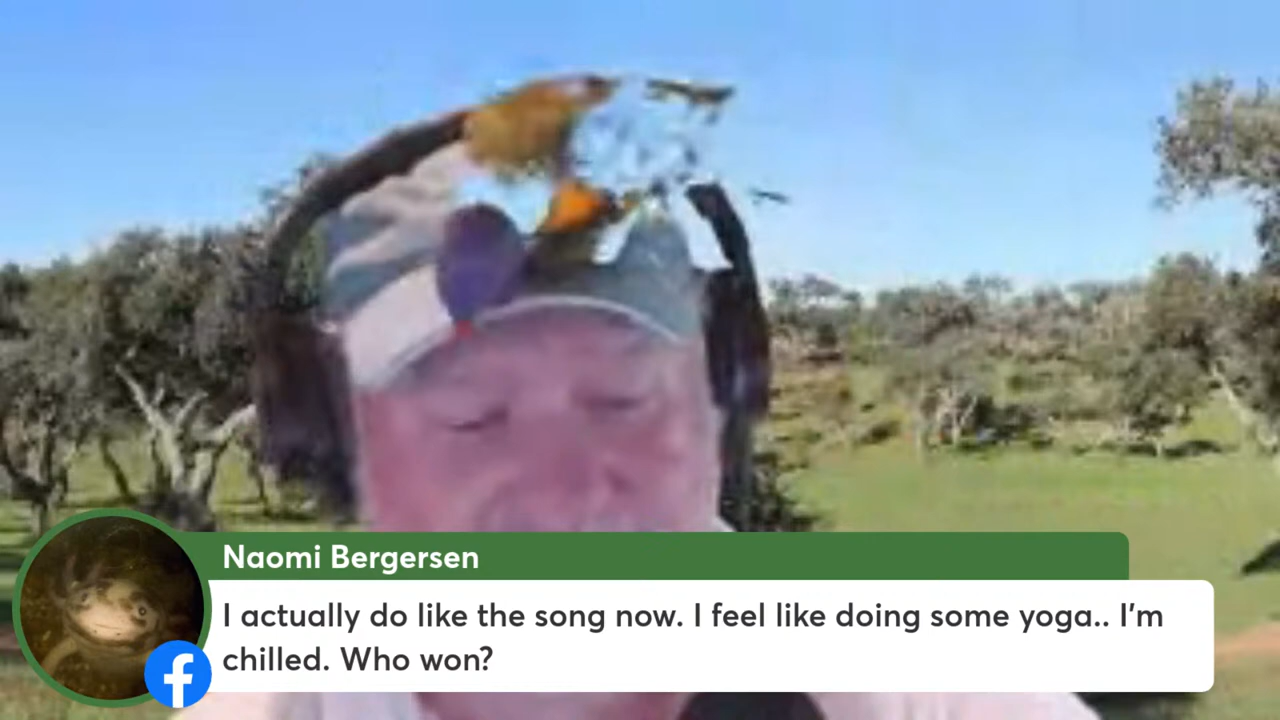 Naomi Bergersen
I actually do like the song now. I feel like doing some yoga.. I'm
chilled. Who won?